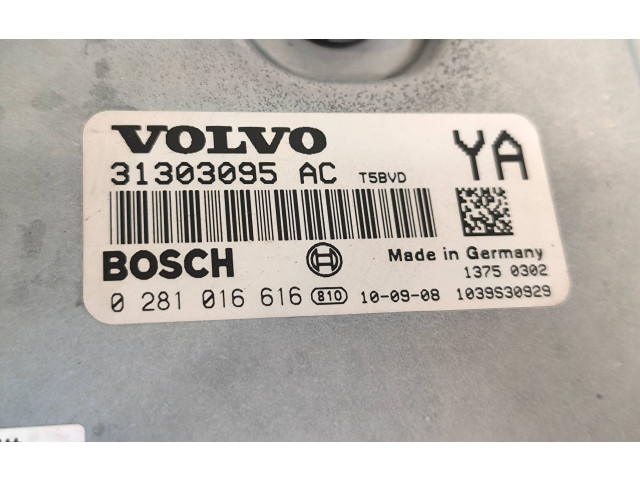 VOLVO YA
31303095 AC T5BVD
BOSCH Made in Germany
1375 0302
0 281 016 616 810 10-09-08 1039S30929